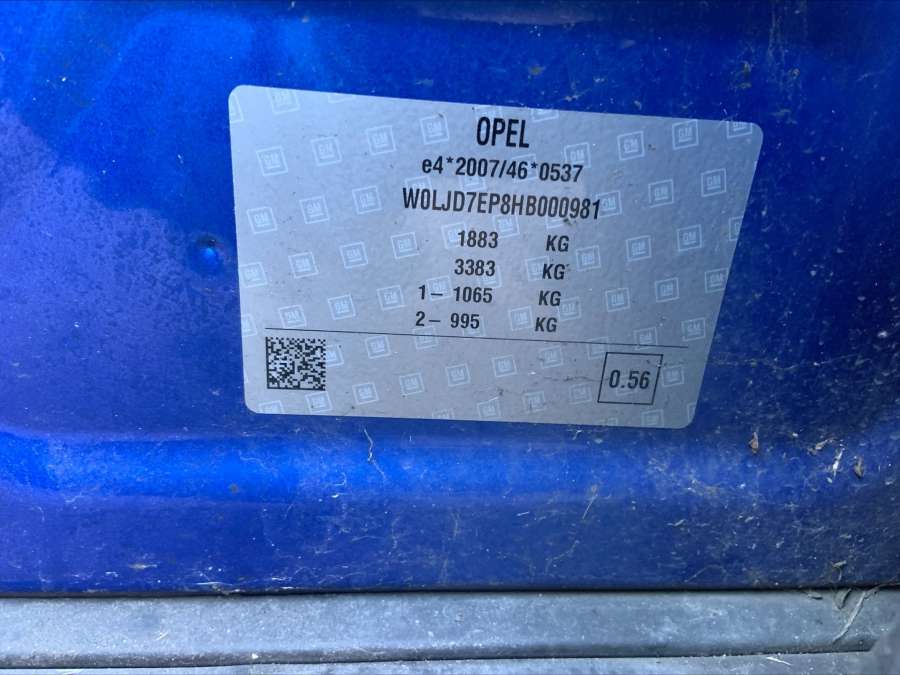 OPEL
e4*2007/46*0537
W0LJD7EP8HB000981
1883 KG
3383 KG
1– 1065 KG
2– 995 KG
0.56